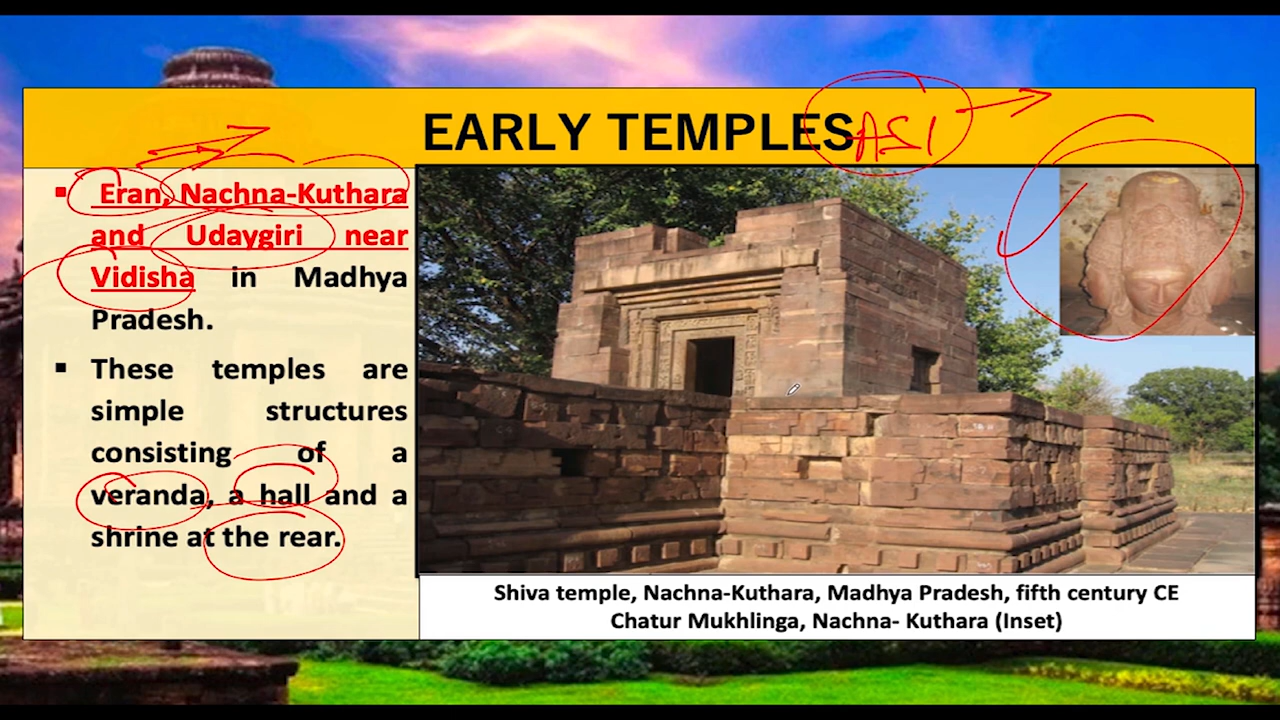 EARLY TEMPLES
ASI
Eran, Nachna-Kuthara
and Udaygiri near
Vidisha in Madhya
Pradesh.
These temples are
simple structures
consisting of a
veranda, a hall and a
shrine at the rear.
Shiva temple, Nachna-Kuthara, Madhya Pradesh, fifth century CE
Chatur Mukhlinga, Nachna- Kuthara (Inset)